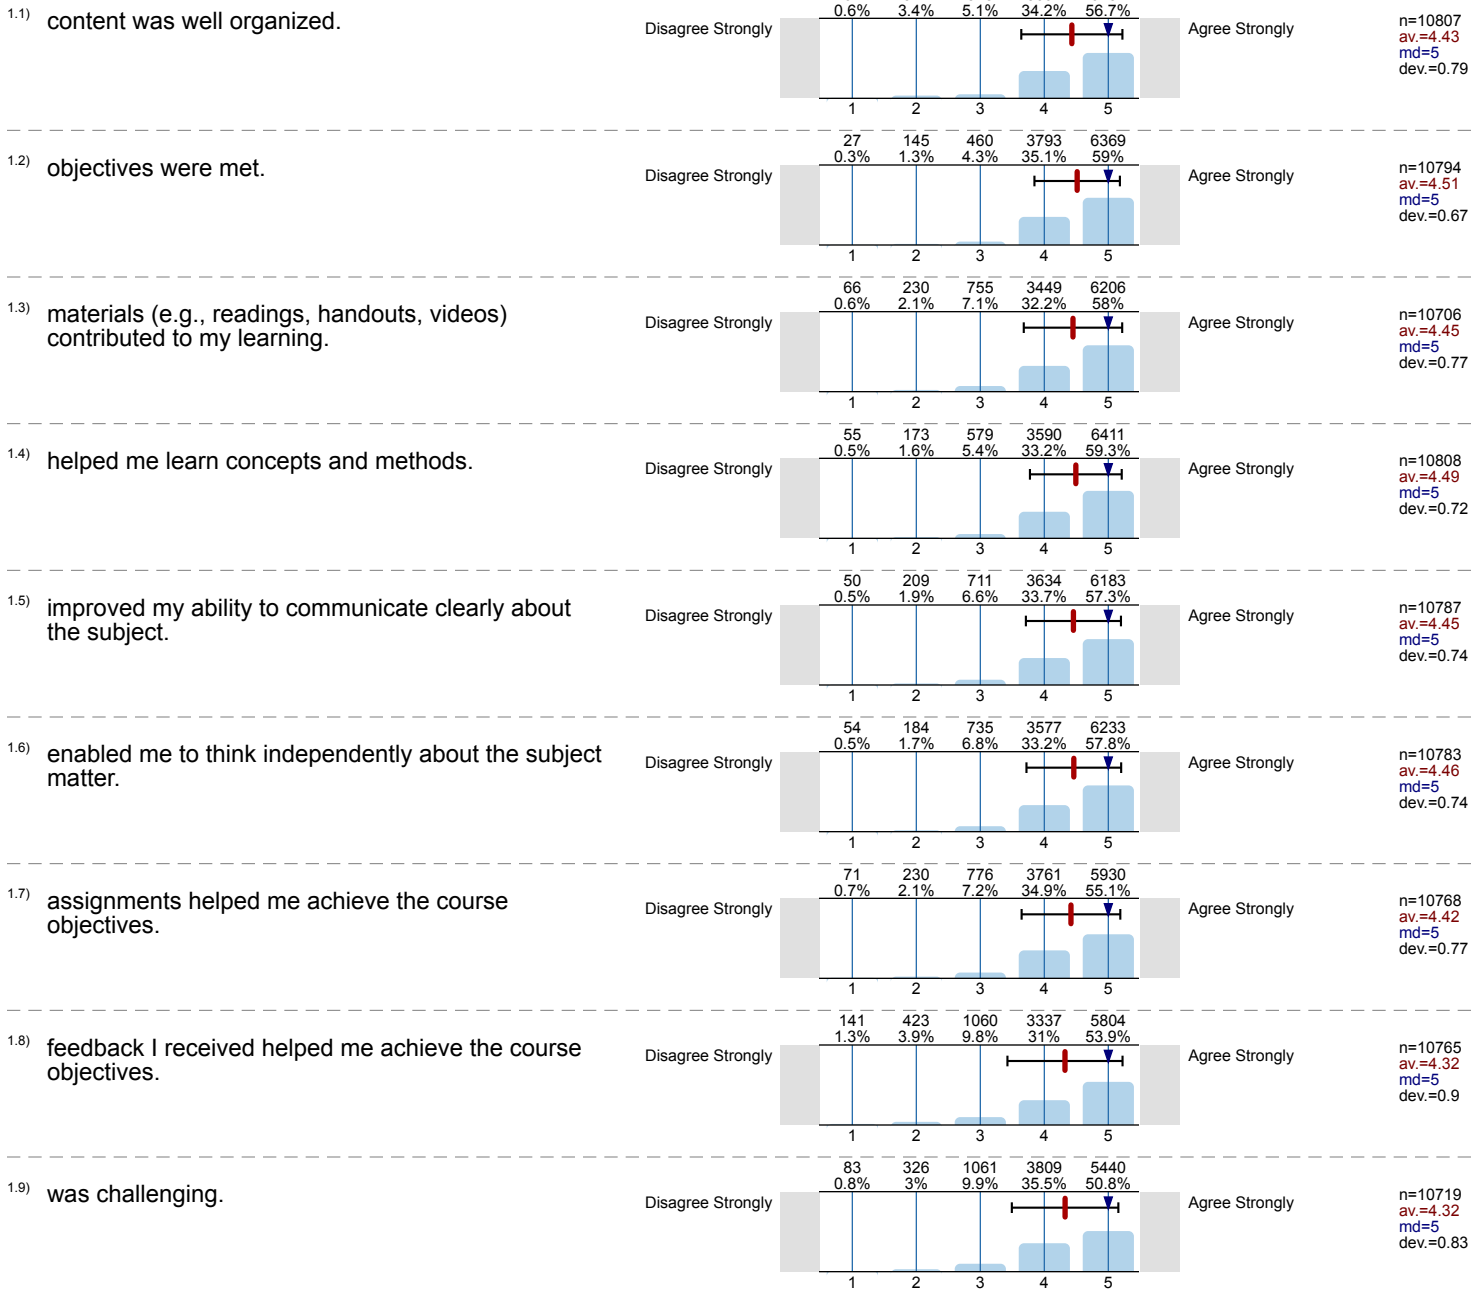 1.1) content was well organized.
Disagree Strongly
0.6% 3.4% 5.1% 34.2% 56.7%
1 2 3 4 5
Agree Strongly
n=10807
av.=4.43
md=5
dev.=0.79
1.2) objectives were met.
Disagree Strongly
27 145 460 3793 6369
0.3% 1.3% 4.3% 35.1% 59%
1 2 3 4 5
Agree Strongly
n=10794
av.=4.51
md=5
dev.=0.67
1.3) materials (e.g., readings, handouts, videos)
contributed to my learning.
Disagree Strongly
66 230 755 3449 6206
0.6% 2.1% 7.1% 32.2% 58%
1 2 3 4 5
Agree Strongly
n=10706
av.=4.45
md=5
dev.=0.77
1.4) helped me learn concepts and methods.
Disagree Strongly
55 173 579 3590 6411
0.5% 1.6% 5.4% 33.2% 59.3%
1 2 3 4 5
Agree Strongly
n=10808
av.=4.49
md=5
dev.=0.72
1.5) improved my ability to communicate clearly about
the subject.
Disagree Strongly
50 209 711 3634 6183
0.5% 1.9% 6.6% 33.7% 57.3%
1 2 3 4 5
Agree Strongly
n=10787
av.=4.45
md=5
dev.=0.74
1.6) enabled me to think independently about the subject
matter.
Disagree Strongly
54 184 735 3577 6233
0.5% 1.7% 6.8% 33.2% 57.8%
1 2 3 4 5
Agree Strongly
n=10783
av.=4.46
md=5
dev.=0.74
1.7) assignments helped me achieve the course
objectives.
Disagree Strongly
71 230 776 3761 5930
0.7% 2.1% 7.2% 34.9% 55.1%
1 2 3 4 5
Agree Strongly
n=10768
av.=4.42
md=5
dev.=0.77
1.8) feedback I received helped me achieve the course
objectives.
Disagree Strongly
141 423 1060 3337 5804
1.3% 3.9% 9.8% 31% 53.9%
1 2 3 4 5
Agree Strongly
n=10765
av.=4.32
md=5
dev.=0.9
1.9) was challenging.
Disagree Strongly
83 326 1061 3809 5440
0.8% 3% 9.9% 35.5% 50.8%
1 2 3 4 5
Agree Strongly
n=10719
av.=4.32
md=5
dev.=0.83